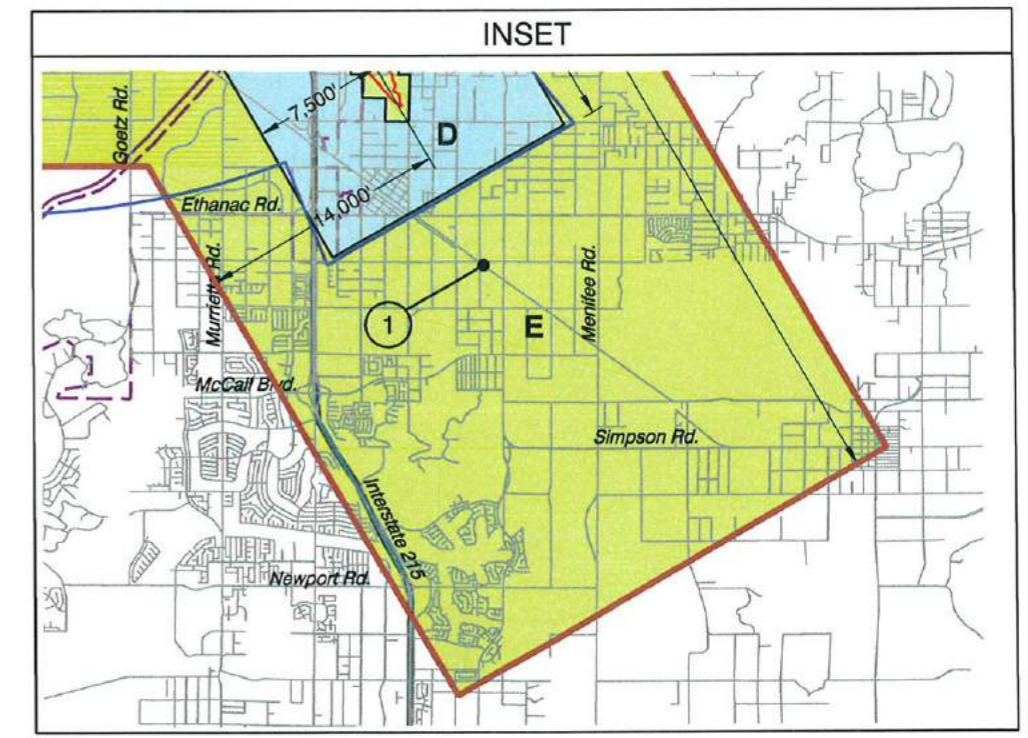 INSET
Goetz Rd.
7,500'
D
Ethanac Rd.
14,000'
Murrieta Rd.
Menifee Rd.
1
E
McCall Blvd.
Simpson Rd.
Interstate 215
Newport Rd.